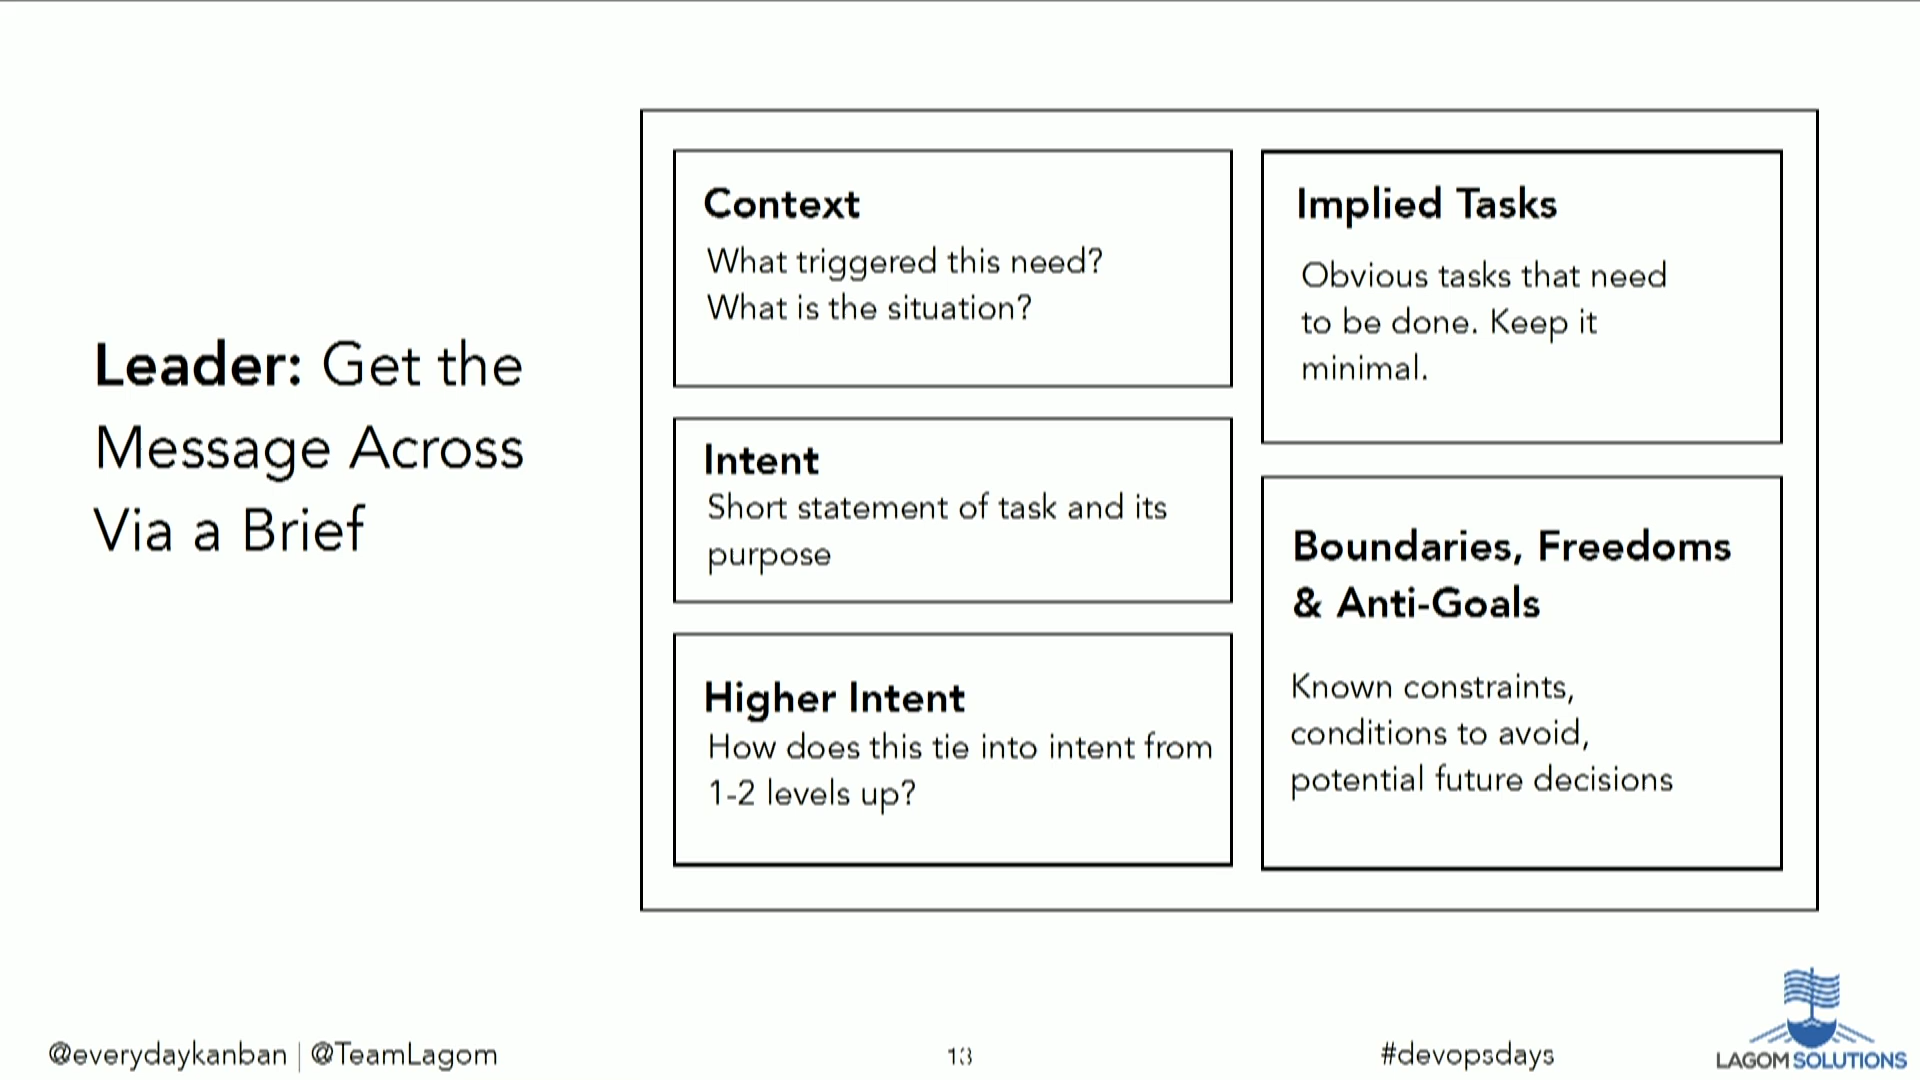 Leader: Get the
Message Across
Via a Brief
Context
What triggered this need?
What is the situation?
Intent
Short statement of task and its
purpose
Higher Intent
How does this tie into intent from
1-2 levels up?
Implied Tasks
Obvious tasks that need
to be done. Keep it
minimal.
Boundaries, Freedoms
& Anti-Goals
Known constraints,
conditions to avoid,
potential future decisions
@everydaykanban | @TeamLagom
13
#devopsdays
LAGOM SOLUTIONS